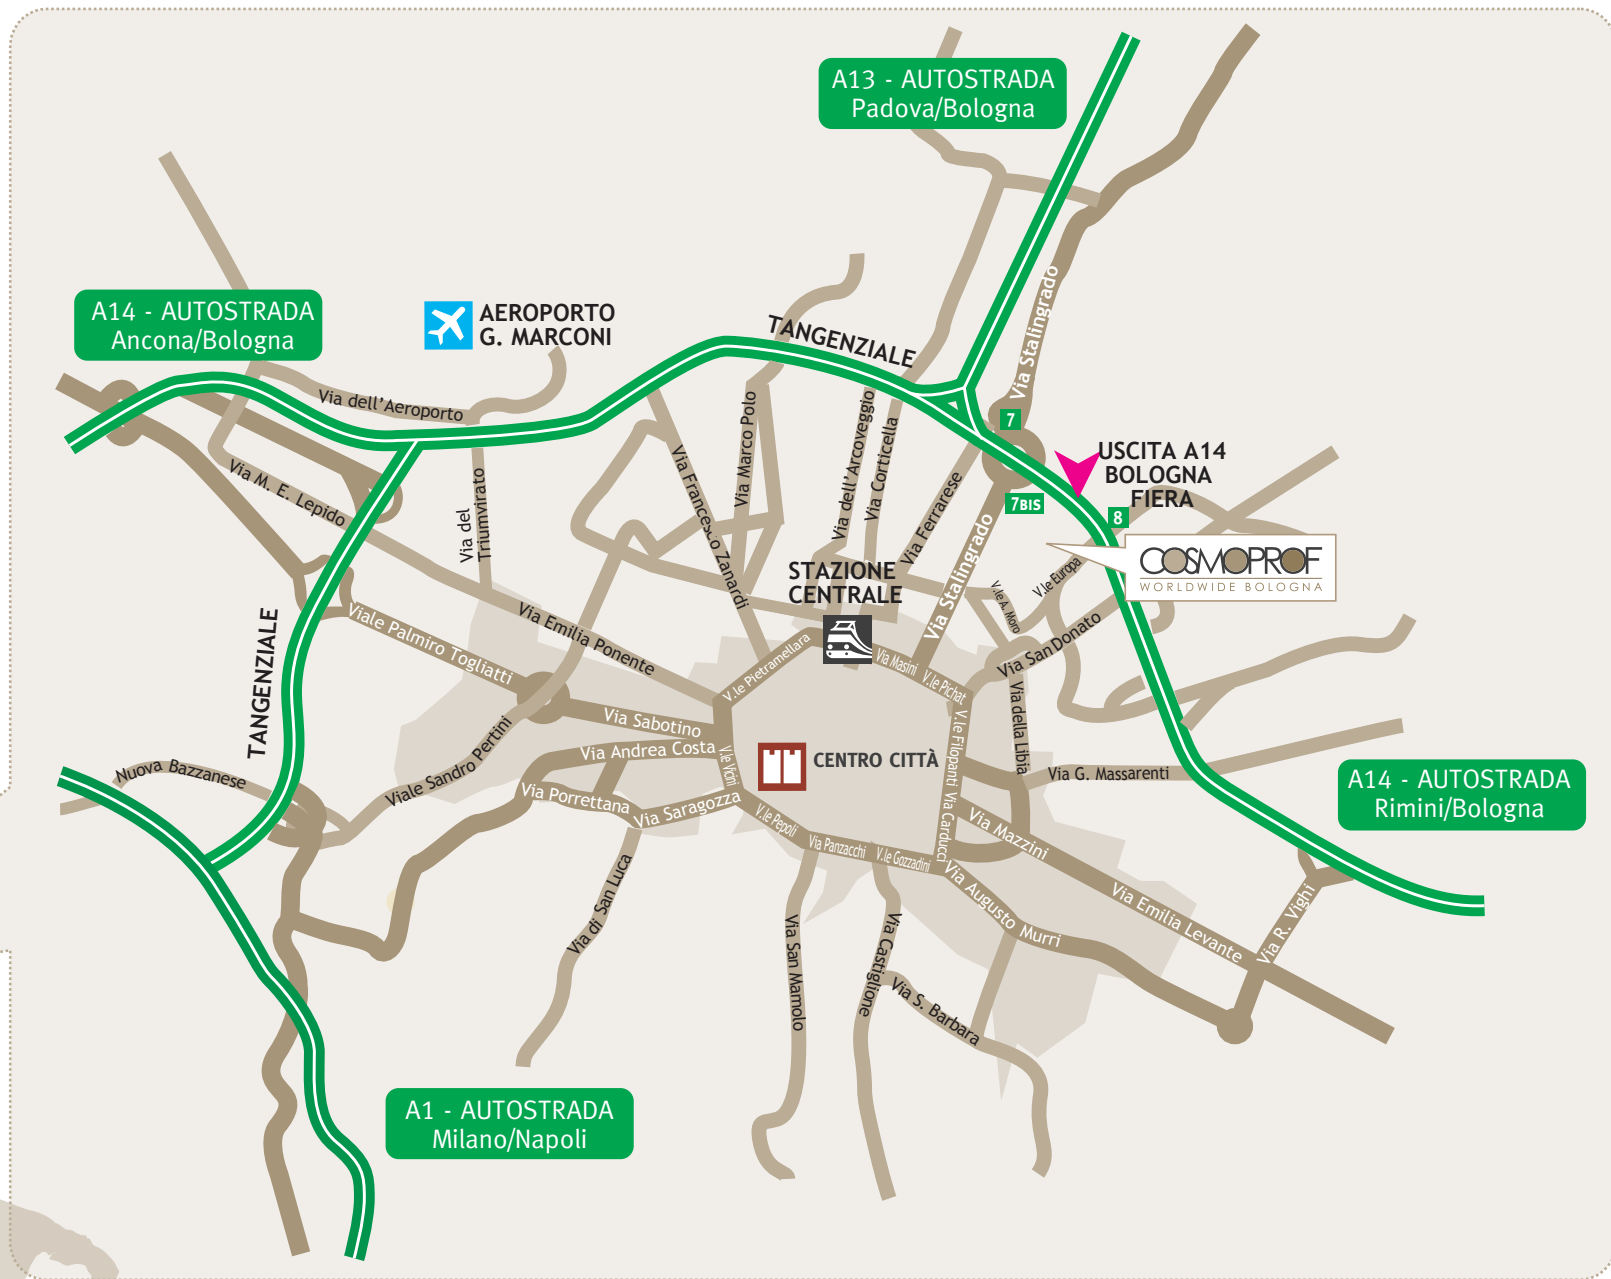 A13 - AUTOSTRADA
Padova/Bologna
A14 - AUTOSTRADA
Ancona/Bologna
AEROPORTO
G. MARCONI
TANGENZIALE
Via Stalingrado
Via dell'Aeroporto
Via Marco Polo
Via dell'Arcoveggio
Via Corticella
7
USCITA A14
BOLOGNA
FIERA
Via M. E. Lepido
Via del
Triumvirato
Via Francesco Zanardi
Via Ferrarese
7BIS
8
COSMOPROF
WORLDWIDE BOLOGNA
STAZIONE
CENTRALE
Via Stalingrado
V.le A. Moro
V.le Europa
Via San Donato
TANGENZIALE
Viale Palmiro Togliatti
Via Emilia Ponente
V.le Pietramellara
Via Masini
V.le Pichat
Via Sabotino
Via Andrea Costa
V.le Vicini
CENTRO CITTÀ
V.le Filopanti
Via della Libia
Via G. Massarenti
Nuova Bazzanese
Viale Sandro Pertini
Via Porrettana
Via Saragozza
V.le Pepoli
Via Panzacchi
V.le Gozzadini
Via Carducci
Via Mazzini
A14 - AUTOSTRADA
Rimini/Bologna
Via di San Luca
Via San Mamolo
Via Castiglione
Via S. Barbara
Via Augusto Murri
Via Emilia Levante
Via R. Vighi
A1 - AUTOSTRADA
Milano/Napoli